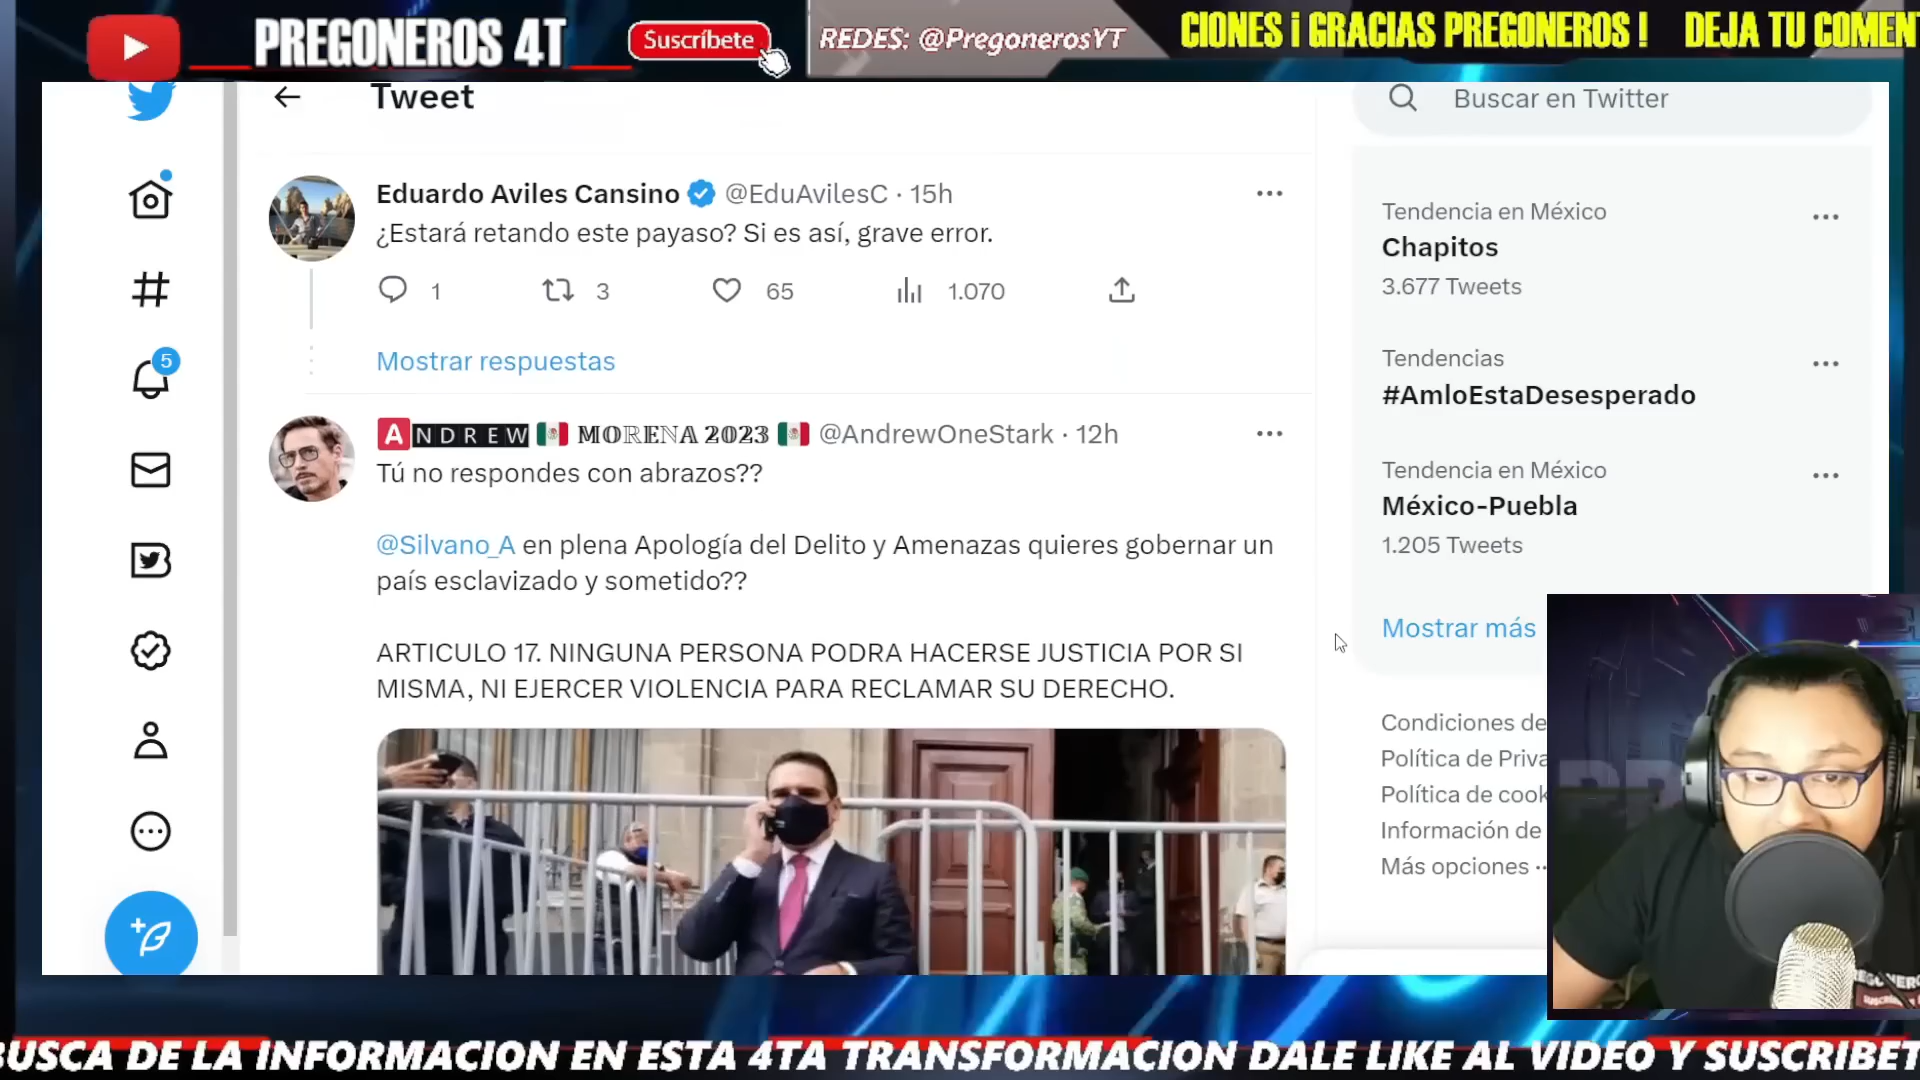 PREGONEROS 4T
Suscríbete
REDES: @PregonerosYT
CIONES ¡ GRACIAS PREGONEROS ! DEJA TU COMEN
Tweet
Buscar en Twitter
Eduardo Aviles Cansino @EduAvilesC · 15h
¿Estará retando este payaso? Si es así, grave error.
1 3 65 1.070
Mostrar respuestas
5
ANDREW 🇲🇽 𝕄𝕆ℝ𝔼ℕ𝔸 𝟚𝟘𝟚𝟛 🇲🇽 @AndrewOneStark · 12h
Tú no respondes con abrazos??
@Silvano_A en plena Apología del Delito y Amenazas quieres gobernar un
país esclavizado y sometido??
ARTICULO 17. NINGUNA PERSONA PODRA HACERSE JUSTICIA POR SI
MISMA, NI EJERCER VIOLENCIA PARA RECLAMAR SU DERECHO.
Tendencia en México
Chapitos
3.677 Tweets
Tendencias
#AmloEstaDesesperado
Tendencia en México
México-Puebla
1.205 Tweets
Mostrar más
Condiciones de
Política de Priva
Política de cook
Información de
Más opciones ··
BUSCA DE LA INFORMACION EN ESTA 4TA TRANSFORMACION DALE LIKE AL VIDEO Y SUSCRIBET